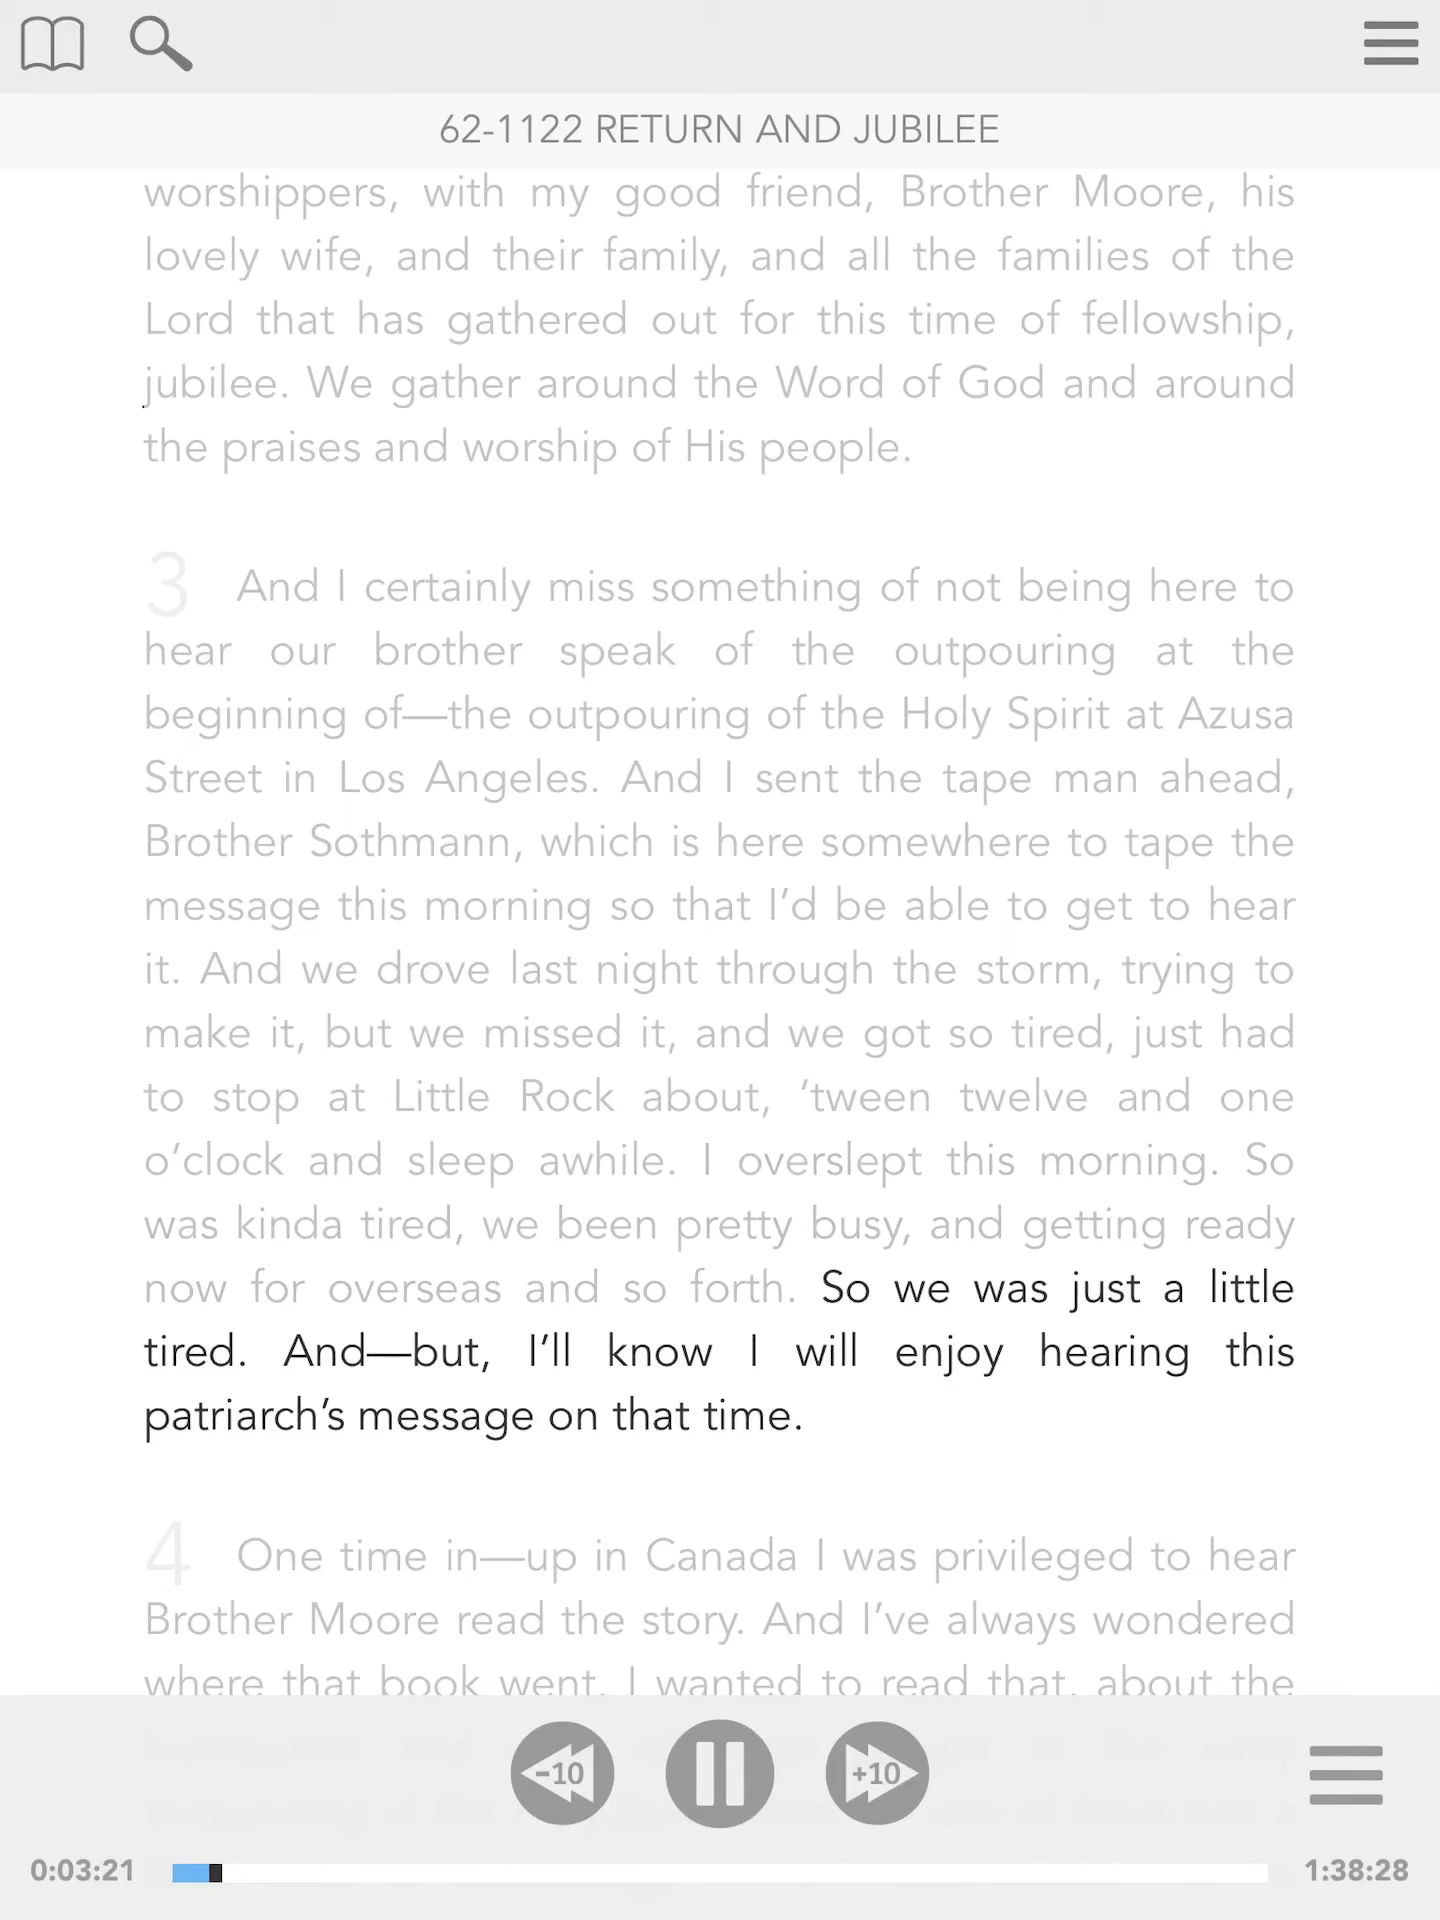 62-1122 RETURN AND JUBILEE
worshippers, with my good friend, Brother Moore, his
lovely wife, and their family, and all the families of the
Lord that has gathered out for this time of fellowship,
jubilee. We gather around the Word of God and around
the praises and worship of His people.
3 And I certainly miss something of not being here to
hear our brother speak of the outpouring at the
beginning of—the outpouring of the Holy Spirit at Azusa
Street in Los Angeles. And I sent the tape man ahead,
Brother Sothmann, which is here somewhere to tape the
message this morning so that I’d be able to get to hear
it. And we drove last night through the storm, trying to
make it, but we missed it, and we got so tired, just had
to stop at Little Rock about, ’tween twelve and one
o’clock and sleep awhile. I overslept this morning. So
was kinda tired, we been pretty busy, and getting ready
now for overseas and so forth. So we was just a little
tired. And—but, I’ll know I will enjoy hearing this
patriarch’s message on that time.
4 One time in—up in Canada I was privileged to hear
Brother Moore read the story. And I’ve always wondered
where that book went. I wanted to read that, about the
-10 +10
0:03:21 1:38:28